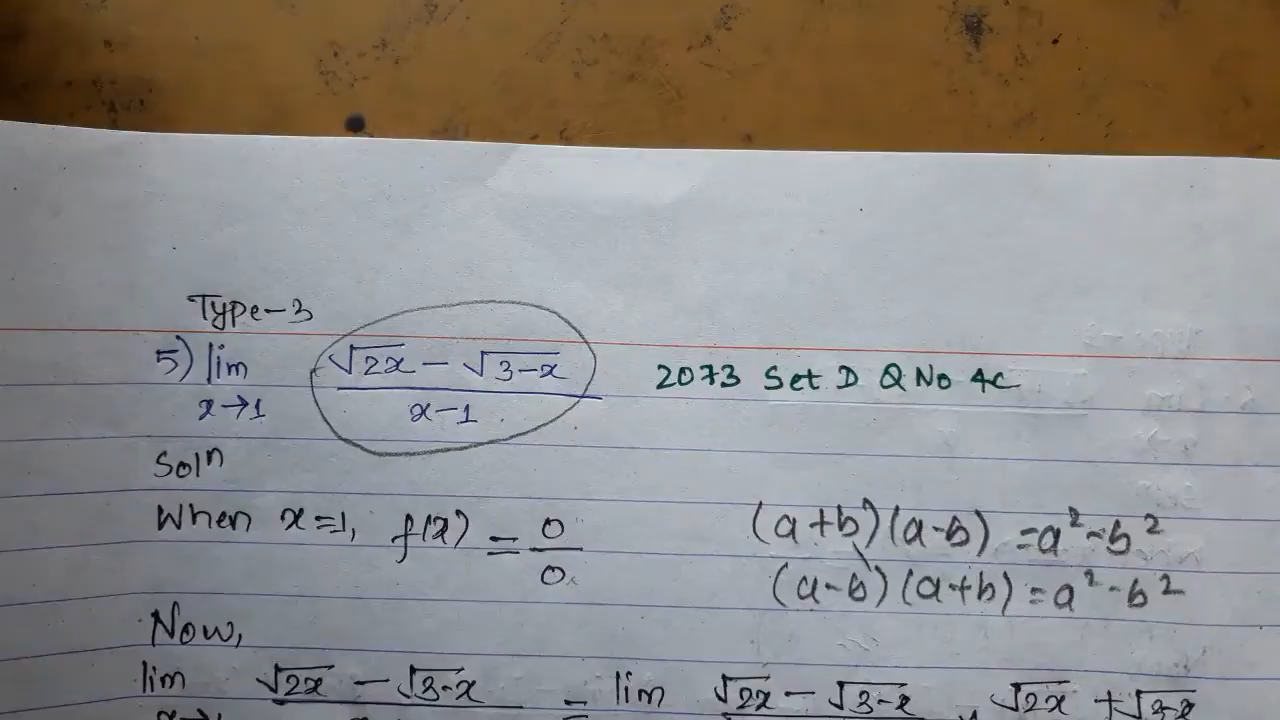 Type-3
5) lim √2x - √3-x 2073 Set D Q No 4C
x→1 x-1
Solⁿ
When x=1, f(x) = 0/0 (a+b)(a-b) = a²-b²
(a-b)(a+b) = a²-b²
Now,
lim √2x - √3-x = lim √2x - √3-x × √2x + √3-x